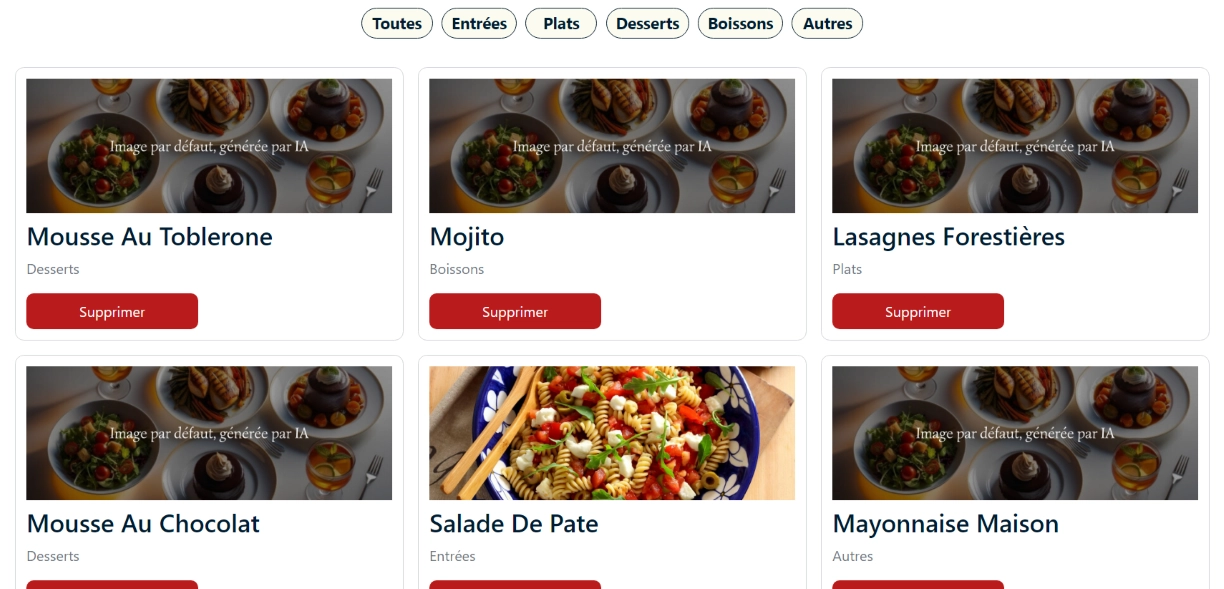 Toutes Entrées Plats Desserts Boissons Autres
Image par défaut, générée par IA
Mousse Au Toblerone
Desserts
Supprimer
Image par défaut, générée par IA
Mojito
Boissons
Supprimer
Image par défaut, générée par IA
Lasagnes Forestières
Plats
Supprimer
Image par défaut, générée par IA
Mousse Au Chocolat
Desserts
Salade De Pate
Entrées
Image par défaut, générée par IA
Mayonnaise Maison
Autres